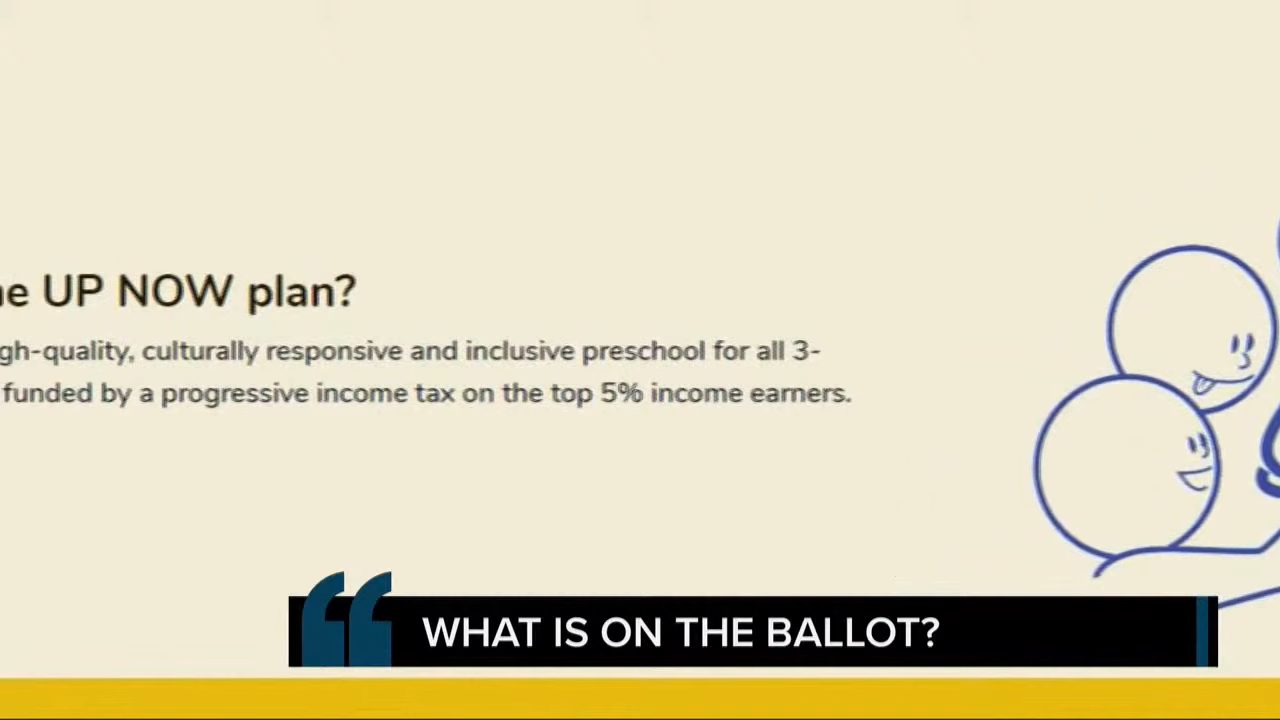 UP NOW plan?
gh-quality, culturally responsive and inclusive preschool for all 3-
funded by a progressive income tax on the top 5% income earners.
WHAT IS ON THE BALLOT?